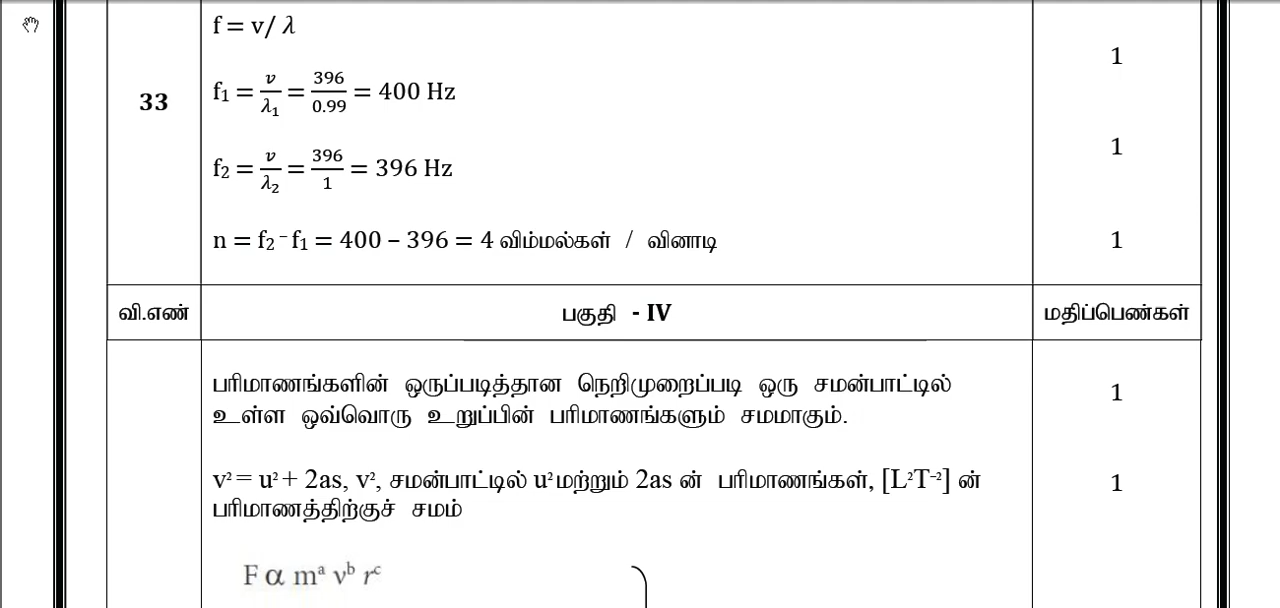 f = v/ λ
1
33
f₁ = v/λ₁ = 396/0.99 = 400 Hz
1
f₂ = v/λ₂ = 396/1 = 396 Hz
n = f₂ – f₁ = 400 – 396 = 4 விம்மல்கள் / வினாடி
1
வி.எண் பகுதி - IV மதிப்பெண்கள்
பரிமாணங்களின் ஒருப்படித்தான நெறிமுறைப்படி ஒரு சமன்பாட்டில்
1
உள்ள ஒவ்வொரு உறுப்பின் பரிமாணங்களும் சமமாகும்.
v² = u² + 2as, v², சமன்பாட்டில் u² மற்றும் 2as ன் பரிமாணங்கள், [L²T⁻²] ன்
1
பரிமாணத்திற்குச் சமம்
F α mᵃ vᵇ rᶜ